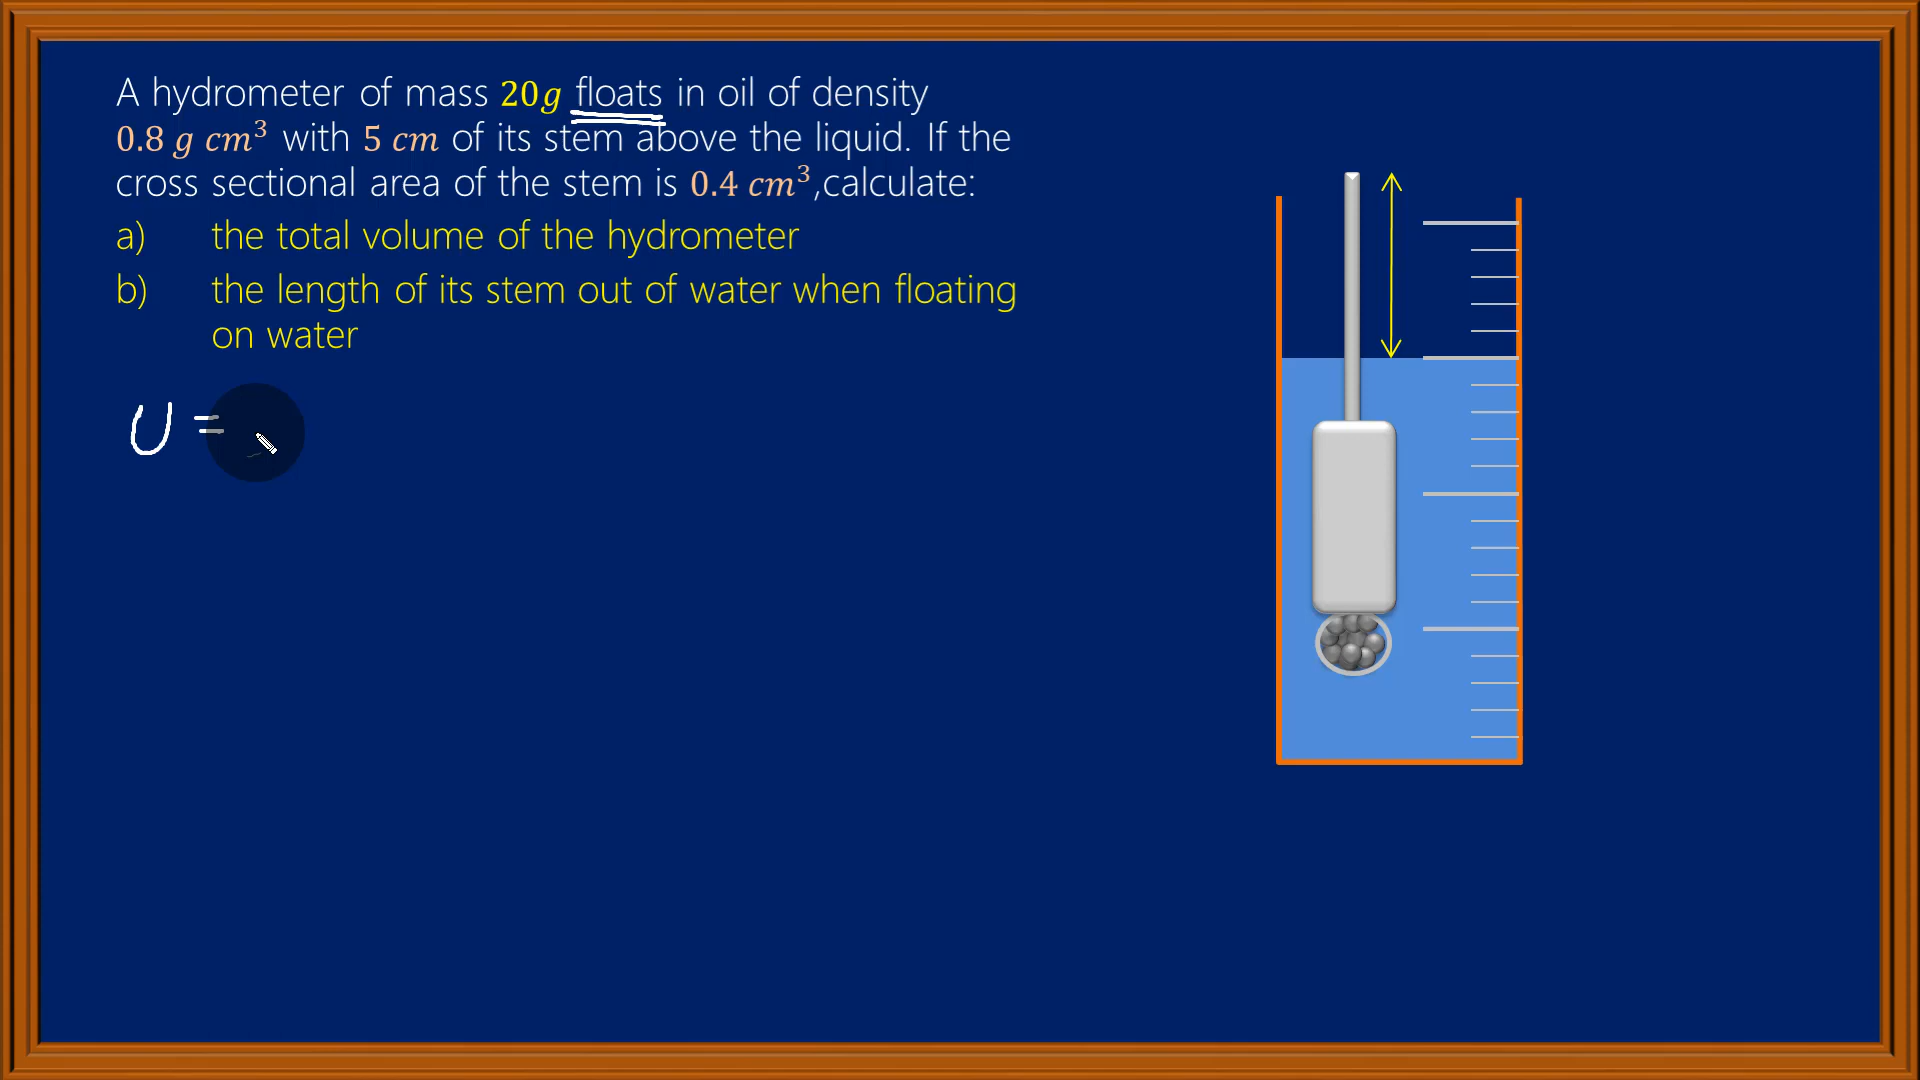 A hydrometer of mass 20g floats in oil of density
0.8 g cm³ with 5 cm of its stem above the liquid. If the
cross sectional area of the stem is 0.4 cm³,calculate:
a) the total volume of the hydrometer
b) the length of its stem out of water when floating
on water
U =